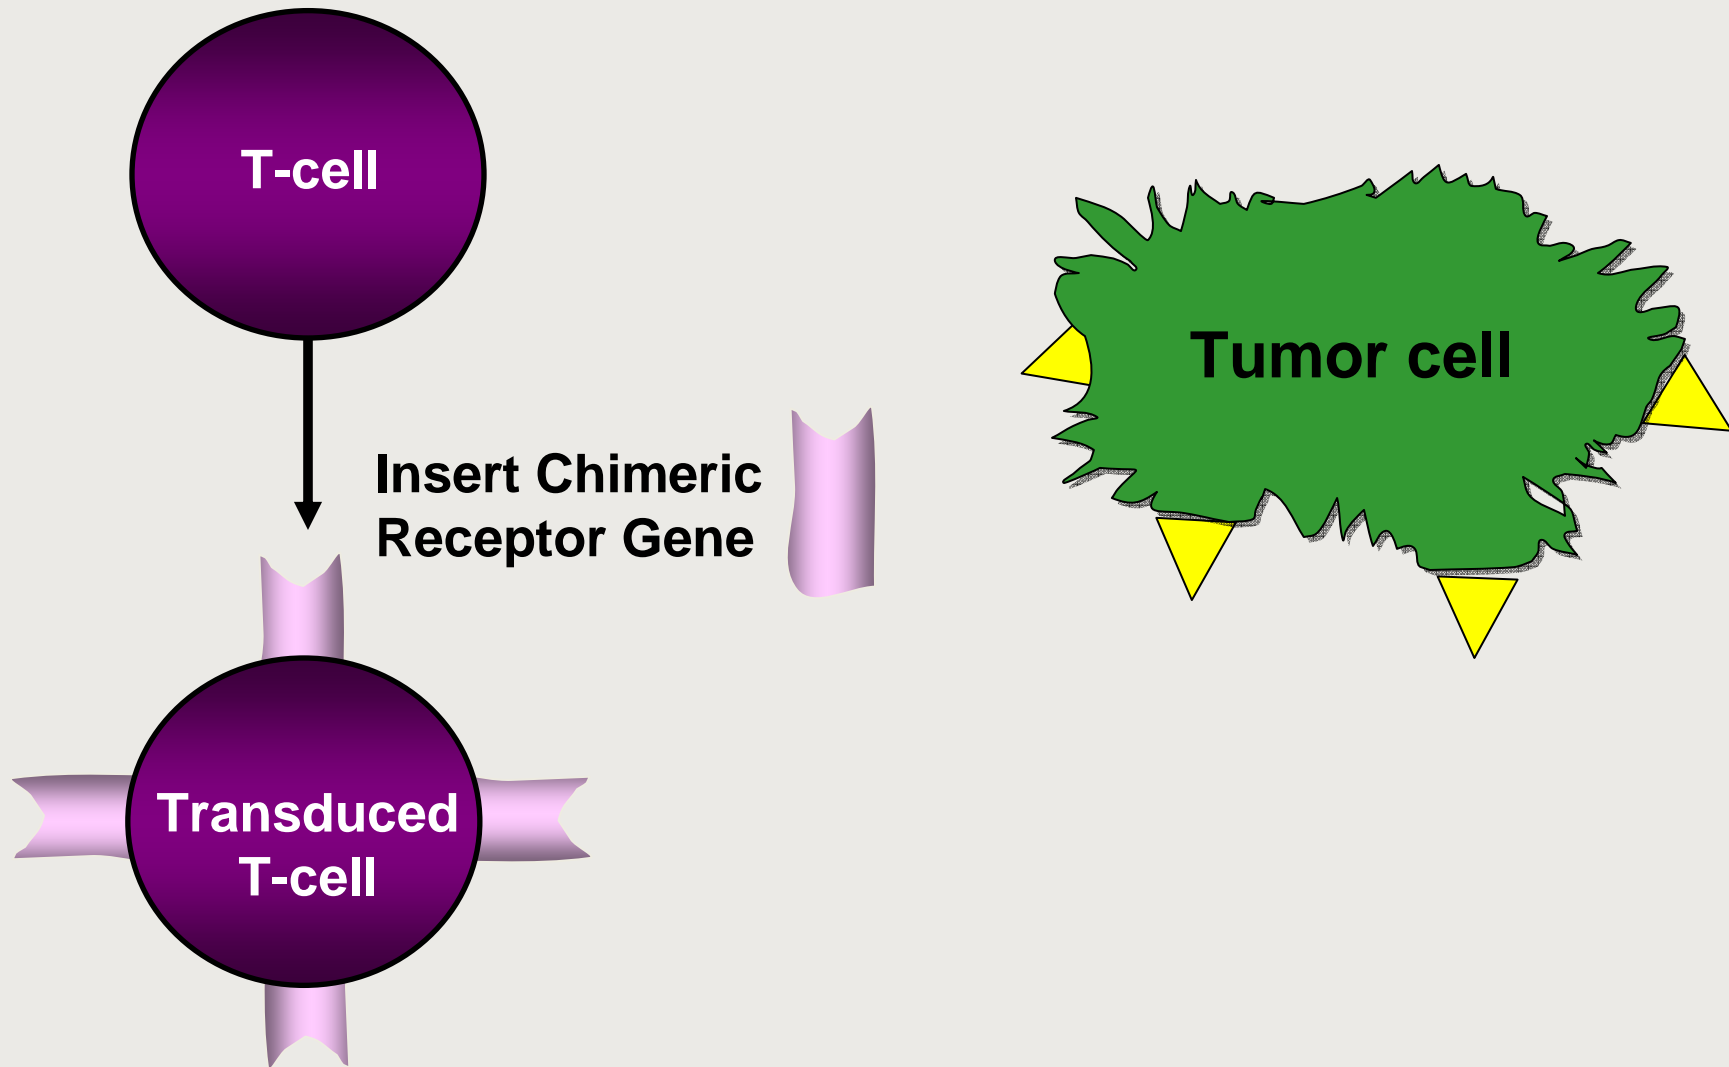 T-cell
Tumor cell
Insert Chimeric
Receptor Gene
Transduced
T-cell